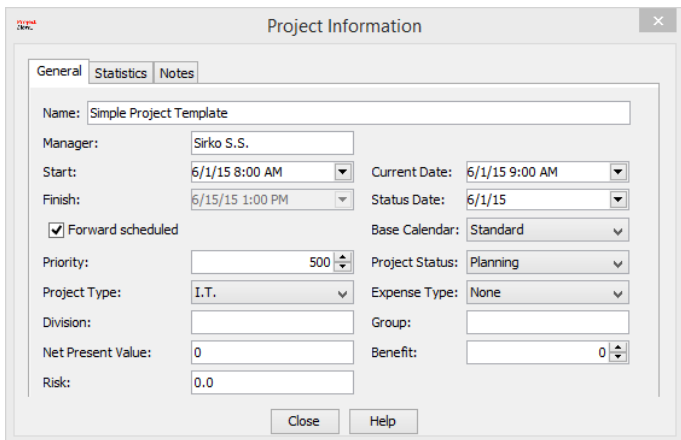 Project Information
General Statistics Notes
Name: Simple Project Template
Manager: Sirko S.S.
Start: 6/1/15 8:00 AM Current Date: 6/1/15 9:00 AM
Finish: 6/15/15 1:00 PM Status Date: 6/1/15
Forward scheduled Base Calendar: Standard
Priority: 500 Project Status: Planning
Project Type: I.T. Expense Type: None
Division: Group:
Net Present Value: 0 Benefit: 0
Risk: 0.0
Close Help